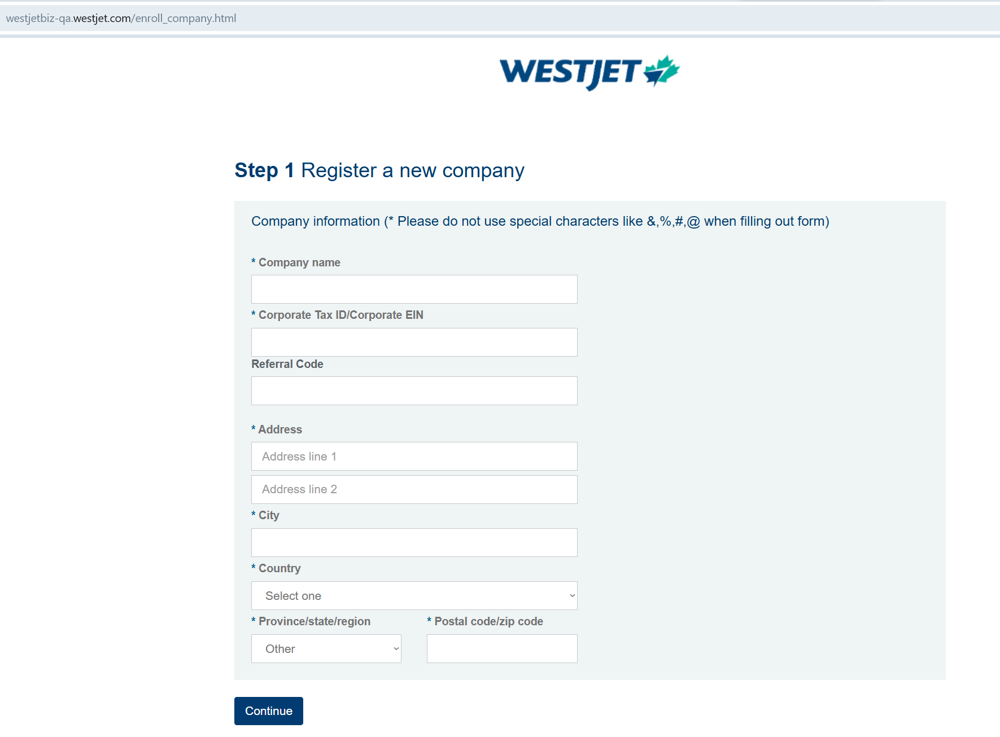 westjetbiz-qa.westjet.com/enroll_company.html
WESTJET
Step 1 Register a new company
Company information (* Please do not use special characters like &,%,#,@ when filling out form)
* Company name
* Corporate Tax ID/Corporate EIN
Referral Code
* Address
Address line 1
Address line 2
* City
* Country
Select one
* Province/state/region * Postal code/zip code
Other
Continue